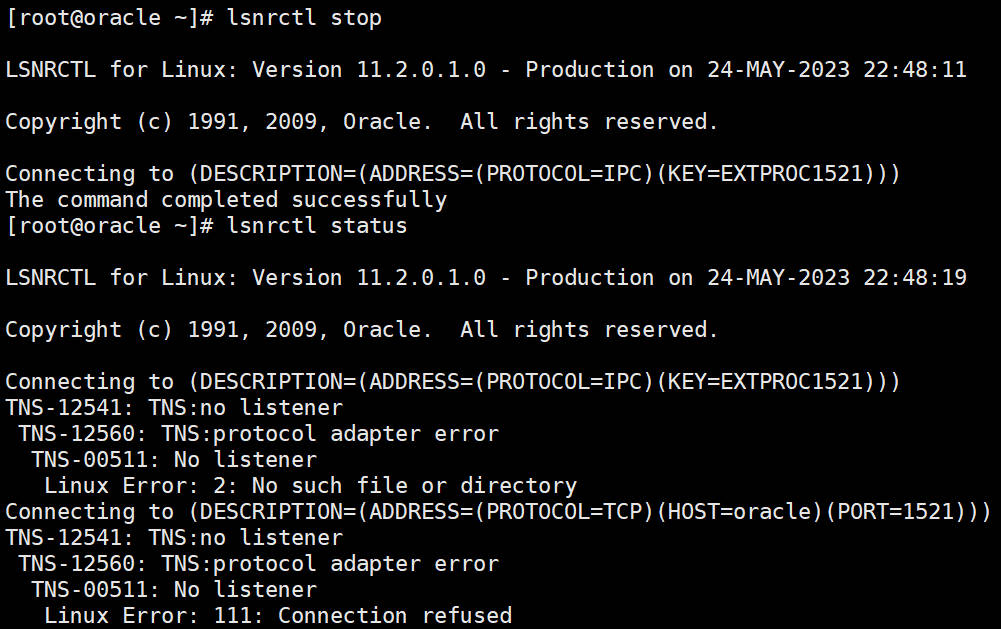 [root@oracle ~]# lsnrctl stop
LSNRCTL for Linux: Version 11.2.0.1.0 - Production on 24-MAY-2023 22:48:11
Copyright (c) 1991, 2009, Oracle.  All rights reserved.
Connecting to (DESCRIPTION=(ADDRESS=(PROTOCOL=IPC)(KEY=EXTPROC1521)))
The command completed successfully
[root@oracle ~]# lsnrctl status
LSNRCTL for Linux: Version 11.2.0.1.0 - Production on 24-MAY-2023 22:48:19
Copyright (c) 1991, 2009, Oracle.  All rights reserved.
Connecting to (DESCRIPTION=(ADDRESS=(PROTOCOL=IPC)(KEY=EXTPROC1521)))
TNS-12541: TNS:no listener
 TNS-12560: TNS:protocol adapter error
  TNS-00511: No listener
   Linux Error: 2: No such file or directory
Connecting to (DESCRIPTION=(ADDRESS=(PROTOCOL=TCP)(HOST=oracle)(PORT=1521)))
TNS-12541: TNS:no listener
 TNS-12560: TNS:protocol adapter error
  TNS-00511: No listener
   Linux Error: 111: Connection refused